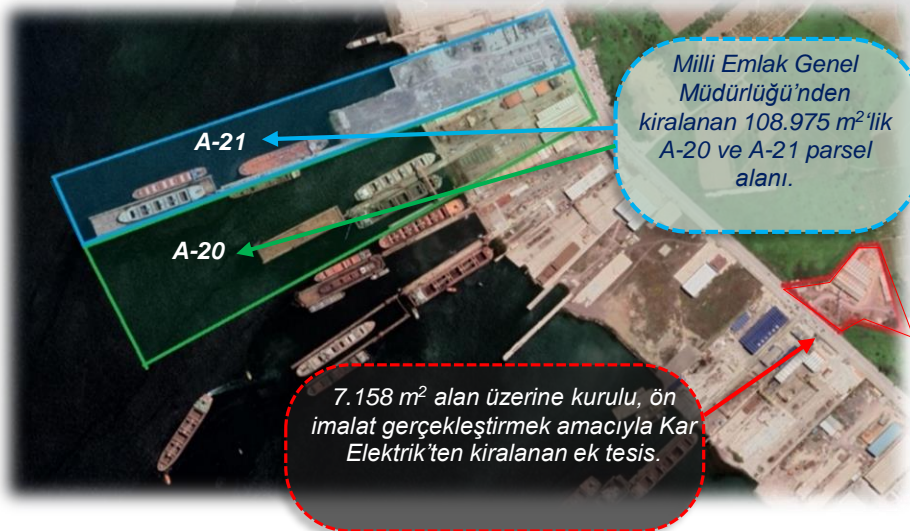 Milli Emlak Genel
Müdürlüğü'nden
kiralanan 108.975 m²'lik
A-20 ve A-21 parsel
alanı.
A-21
A-20
7.158 m² alan üzerine kurulu, ön
imalat gerçekleştirmek amacıyla Kar
Elektrik'ten kiralanan ek tesis.